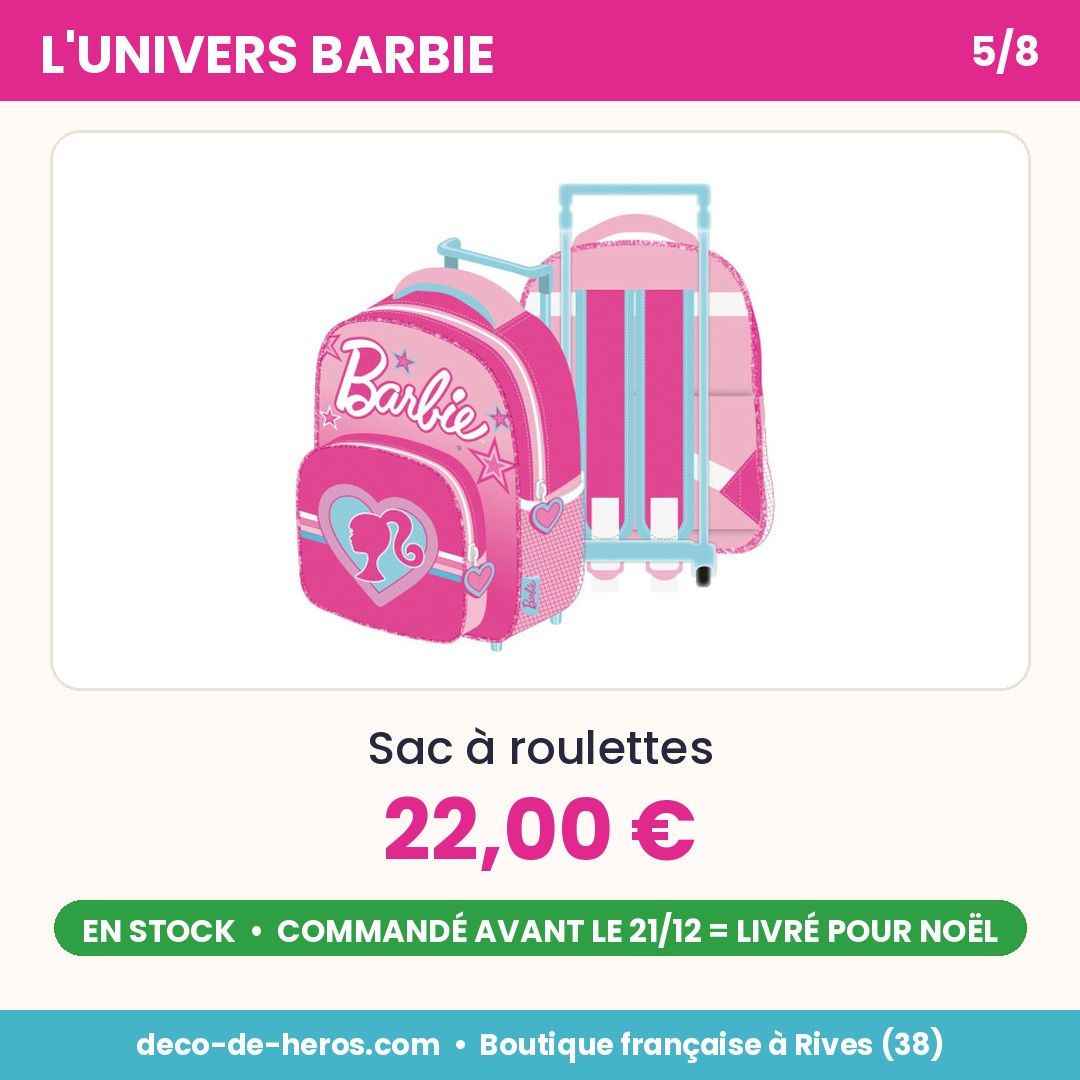 L'UNIVERS BARBIE
5/8
Barbie
Barbie
Sac à roulettes
22,00 €
EN STOCK • COMMANDÉ AVANT LE 21/12 = LIVRÉ POUR NOËL
deco-de-heros.com • Boutique française à Rives (38)